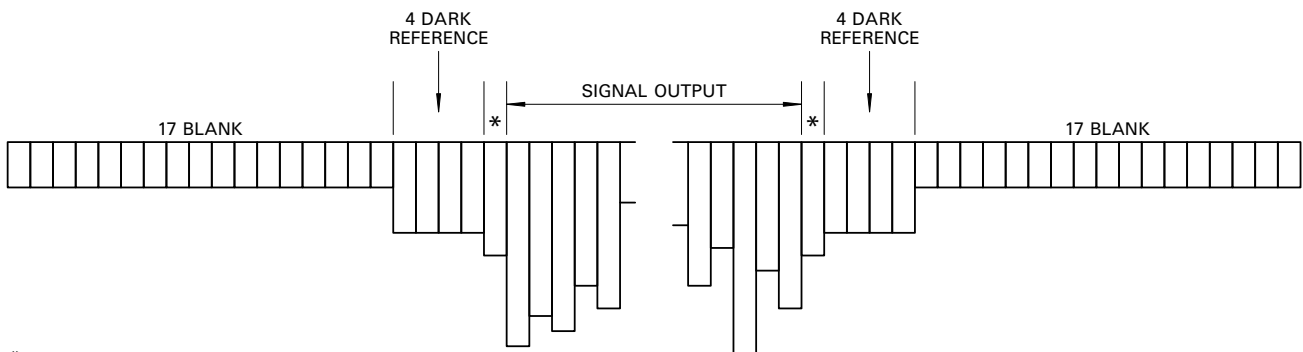 4 DARK
REFERENCE
4 DARK
REFERENCE
SIGNAL OUTPUT
*
*
17 BLANK
17 BLANK